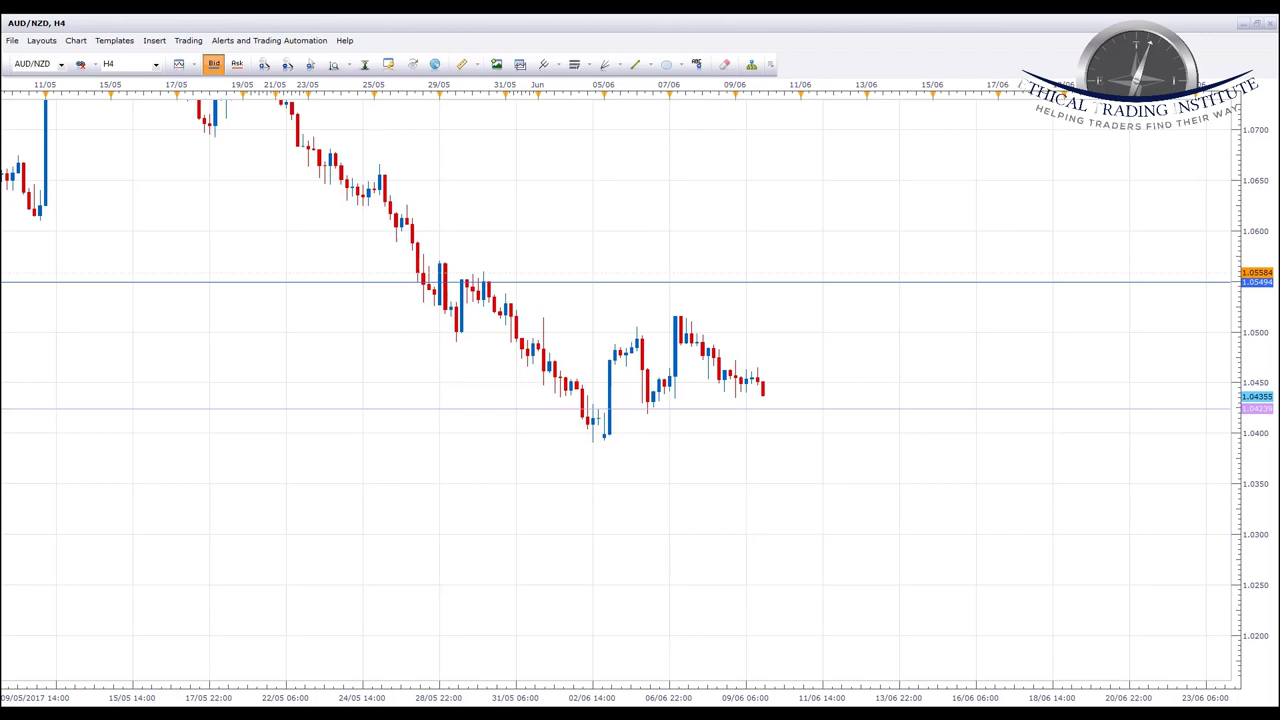 AUD/NZD, H4
File Layouts Chart Templates Insert Trading Alerts and Trading Automation Help
AUD/NZD H4 Bid Ask ABC
11/05 15/05 17/05 19/05 21/05 23/05 25/05 29/05 31/05 Jun 05/06 07/06 09/06 11/06 13/06 15/06 17/06
THICAL TRADING INSTITUTE
HELPING TRADERS FIND THEIR WAY
1.0700
1.0650
1.0600
1.05584
1.05494
1.0500
1.0450
1.04355
1.04239
1.0400
1.0350
1.0300
1.0250
1.0200
09/05/2017 14:00 15/05 14:00 17/05 22:00 22/05 06:00 24/05 14:00 28/05 22:00 31/05 06:00 02/06 14:00 06/06 22:00 09/06 06:00 11/06 14:00 13/06 22:00 16/06 06:00 18/06 14:00 20/06 22:00 23/06 06:00